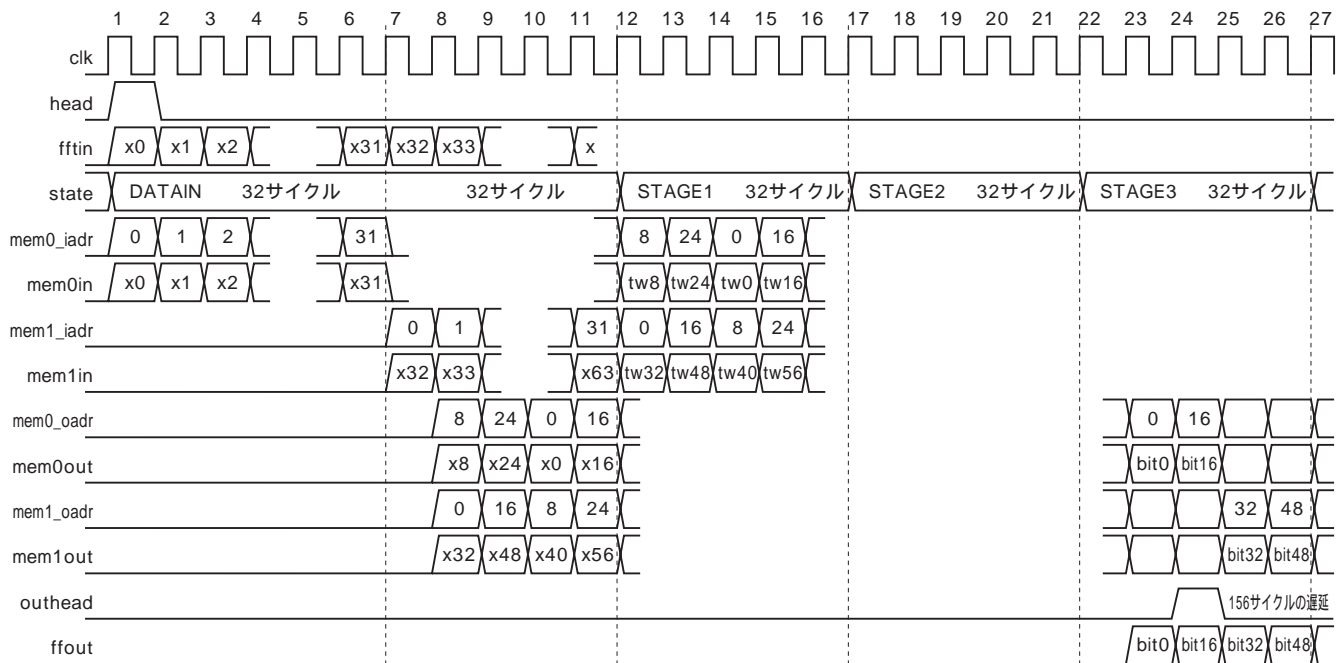 1 2 3 4 5 6 7 8 9 10 11 12 13 14 15 16 17 18 19 20 21 22 23 24 25 26 27
clk
head
fftin x0 x1 x2 x31 x32 x33 x
state DATAIN 32サイクル 32サイクル STAGE1 32サイクル STAGE2 32サイクル STAGE3 32サイクル
mem0_iadr 0 1 2 31 8 24 0 16
mem0in x0 x1 x2 x31 tw8 tw24 tw0 tw16
mem1_iadr 0 1 31 0 16 8 24
mem1in x32 x33 x63 tw32 tw48 tw40 tw56
mem0_oadr 8 24 0 16 0 16
mem0out x8 x24 x0 x16 bit0 bit16
mem1_oadr 0 16 8 24 32 48
mem1out x32 x48 x40 x56 bit32 bit48
outhead 156サイクルの遅延
ffout bit0 bit16 bit32 bit48